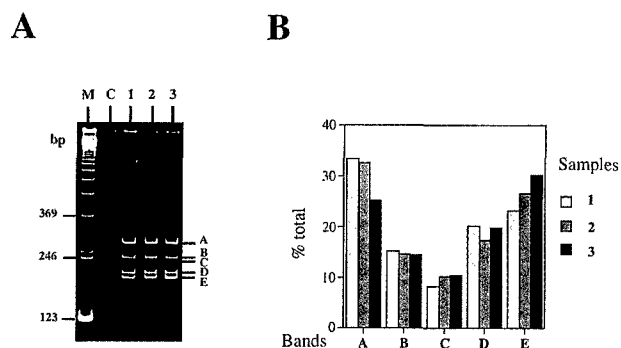 A
B
M C 1 2 3
bp
369
246
123
A
B
C
D
E
40
30
20
10
0
% total
Samples
1
2
3
Bands A B C D E